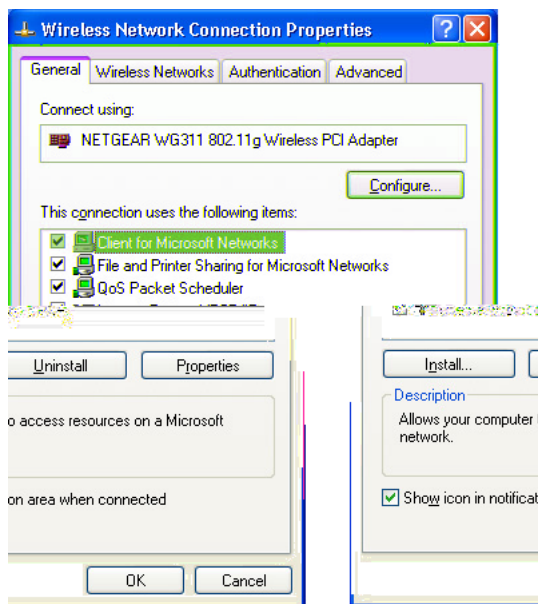 Wireless Network Connection Properties
General Wireless Networks Authentication Advanced
Connect using:
NETGEAR WG311 802.11g Wireless PCI Adapter
Configure...
This connection uses the following items:
Client for Microsoft Networks
File and Printer Sharing for Microsoft Networks
QoS Packet Scheduler
Uninstall Properties
o access resources on a Microsoft
on area when connected
OK Cancel
Install...
Description
Allows your computer
network.
Show icon in notificat